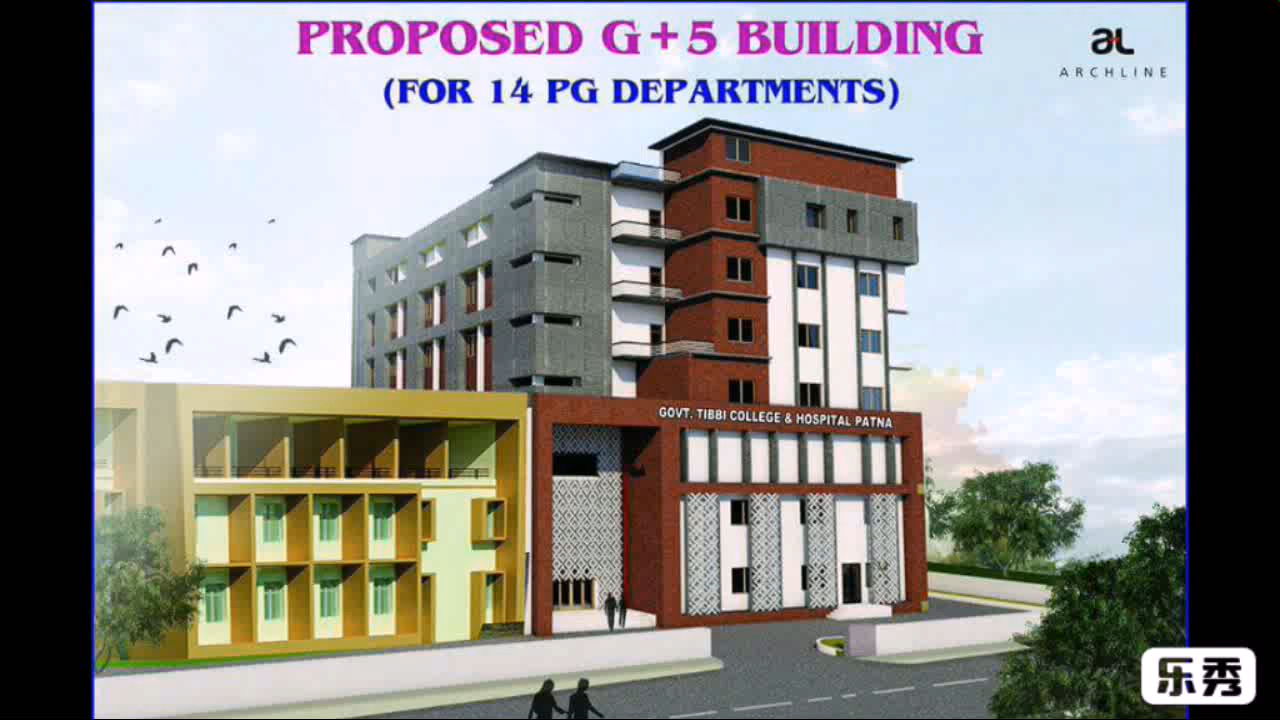 PROPOSED G+5 BUILDING
(FOR 14 PG DEPARTMENTS)
aL
ARCHLINE
GOVT. TIBBI COLLEGE & HOSPITAL PATNA
乐秀